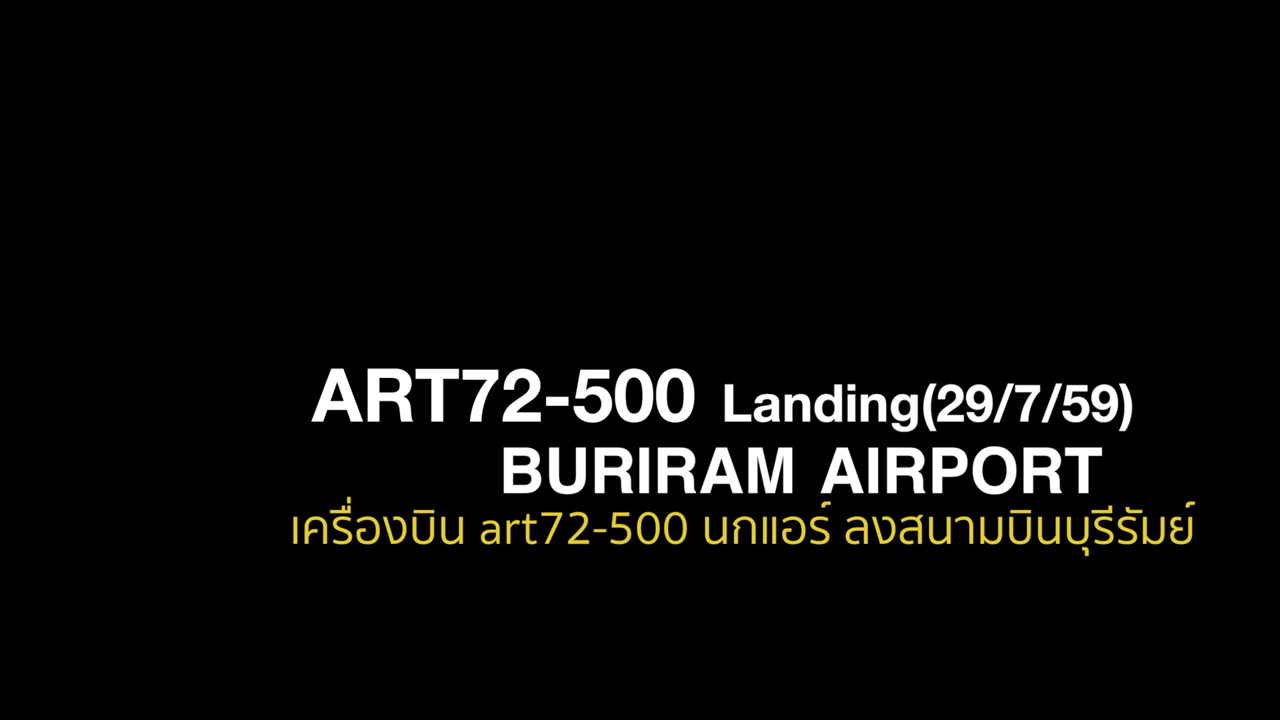 ART72-500 Landing(29/7/59)
BURIRAM AIRPORT
เครื่องบิน art72-500 นกแอร์ ลงสนามบินบุรีรัมย์